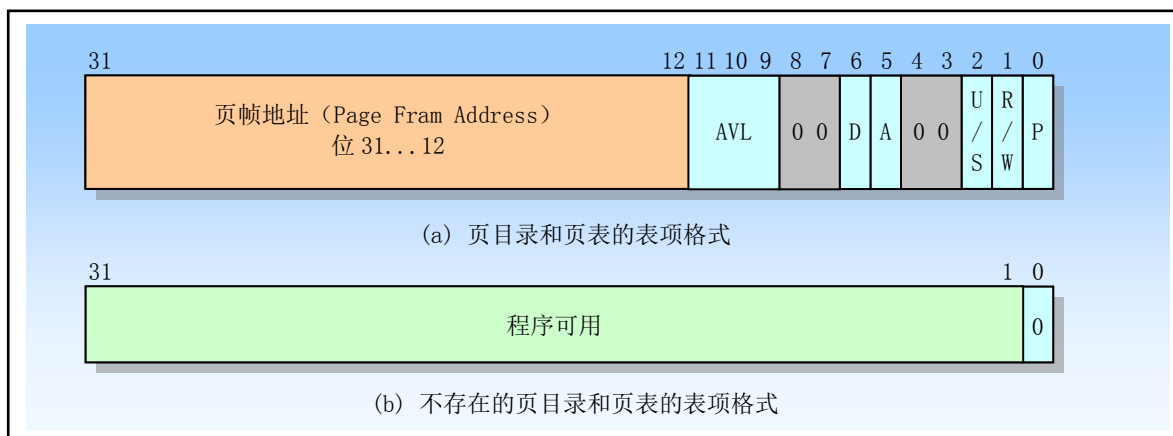 31 12 11 10 9 8 7 6 5 4 3 2 1 0
页帧地址（Page Fram Address）
位 31...12
AVL 0 0 D A 0 0 U/S R/W P
(a) 页目录和页表的表项格式
31 1 0
程序可用 0
(b) 不存在的页目录和页表的表项格式